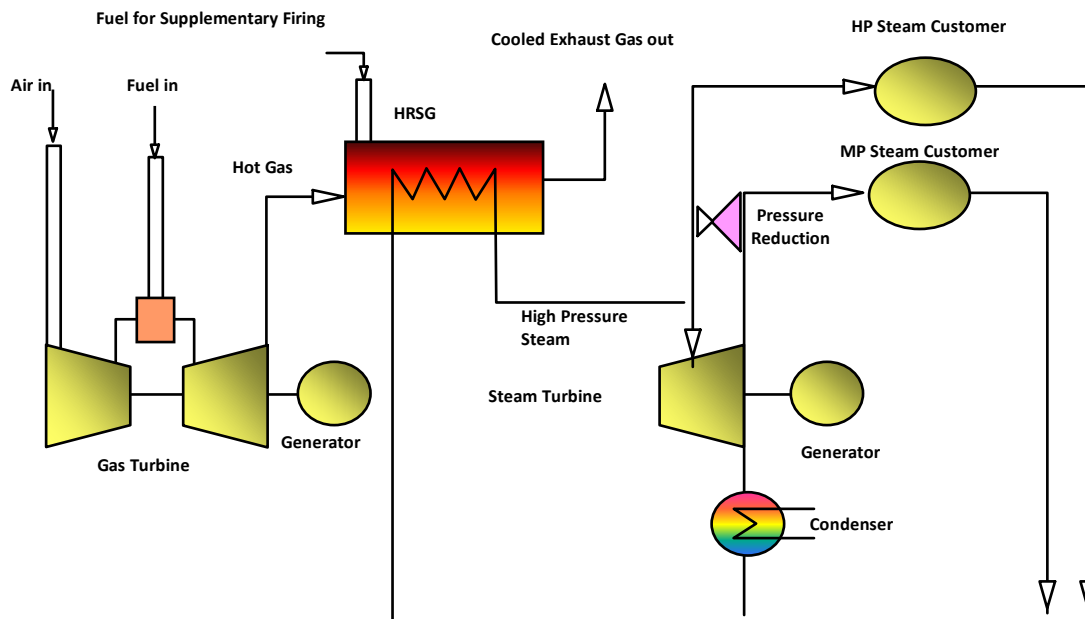 Fuel for Supplementary Firing
HP Steam Customer
Cooled Exhaust Gas out
Air in
Fuel in
HRSG
MP Steam Customer
Hot Gas
Pressure
Reduction
High Pressure
Steam
Steam Turbine
Generator
Generator
Gas Turbine
Condenser